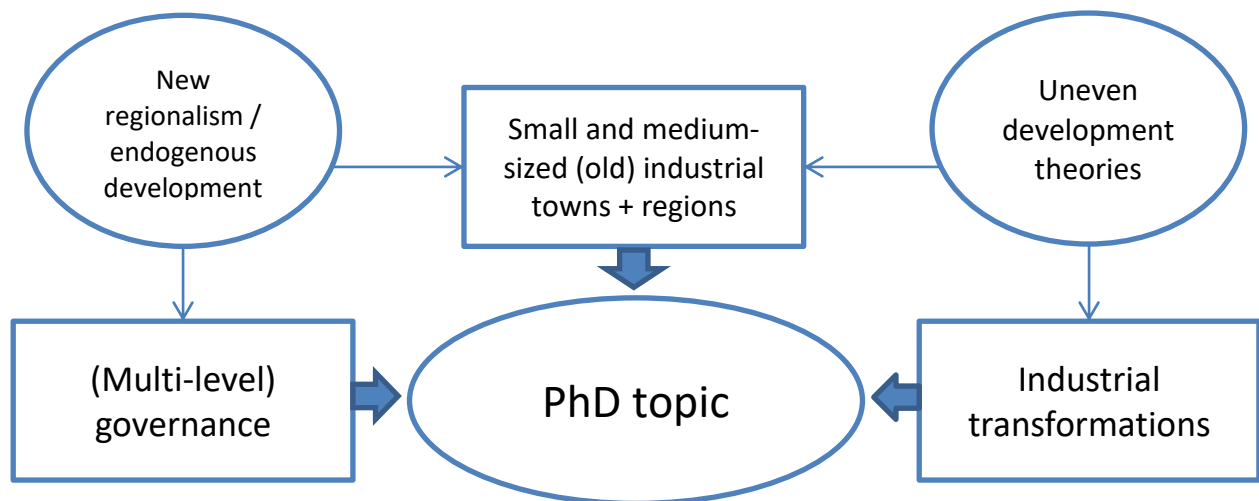 New
regionalism /
endogenous
development
Small and medium-
sized (old) industrial
towns + regions
Uneven
development
theories
(Multi-level)
governance
PhD topic
Industrial
transformations